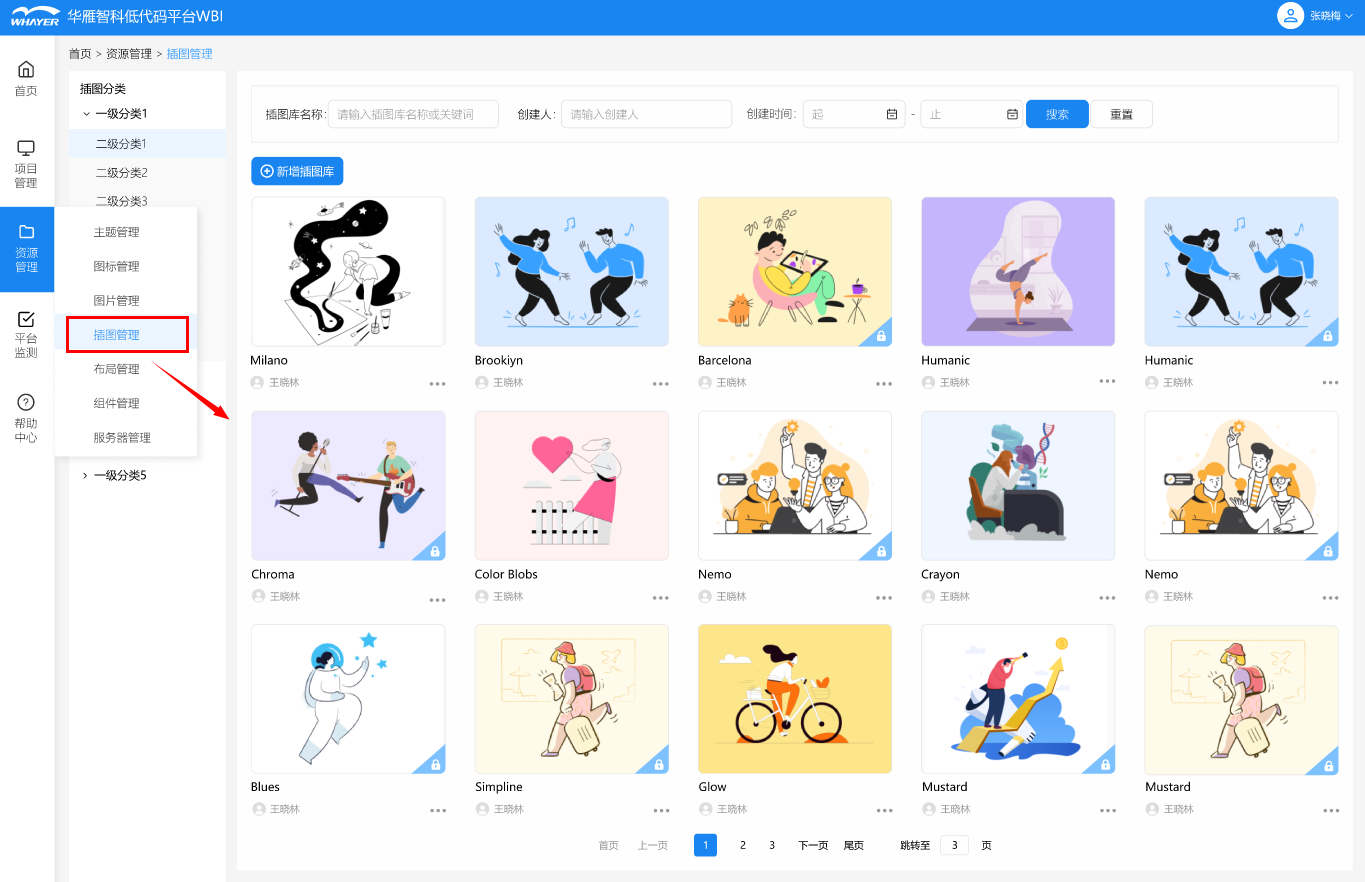 WHAYER 华雁智科低代码平台WBI
张晓梅
首页 > 资源管理 > 插图管理
首页
项目
管理
资源
管理
平台
监测
帮助
中心
插图分类
一级分类1
二级分类1
二级分类2
二级分类3
主题管理
图标管理
图片管理
插图管理
布局管理
组件管理
服务器管理
一级分类5
插图库名称: 请输入插图库名称或关键词 创建人: 请输入创建人 创建时间: 起 - 止 搜索 重置
新增插图库
Milano Brookiyn Barcelona Humanic Humanic
王晓林 王晓林 王晓林 王晓林 王晓林
Chroma Color Blobs Nemo Crayon Nemo
王晓林 王晓林 王晓林 王晓林 王晓林
Blues Simpline Glow Mustard Mustard
王晓林 王晓林 王晓林 王晓林 王晓林
首页 上一页 1 2 3 下一页 尾页 跳转至 3 页